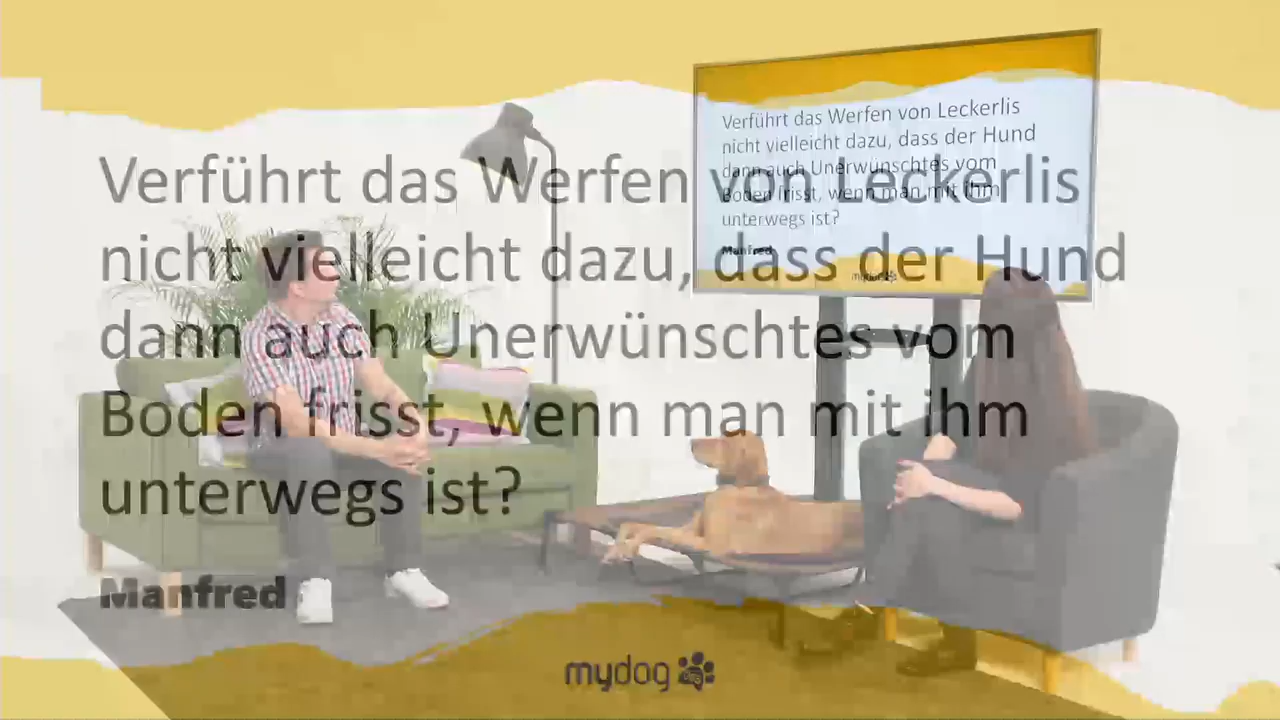 Verführt das Werfen von Leckerlis
nicht vielleicht dazu, dass der Hund
dann auch Unerwünschtes vom
Boden frisst, wenn man mit ihm
unterwegs ist?
Manfred
mydog
Verführt das Werfen von Leckerlis
nicht vielleicht dazu, dass der Hund
dann auch Unerwünschtes vom
Boden frisst, wenn man mit ihm
unterwegs ist?
Manfred
mydog